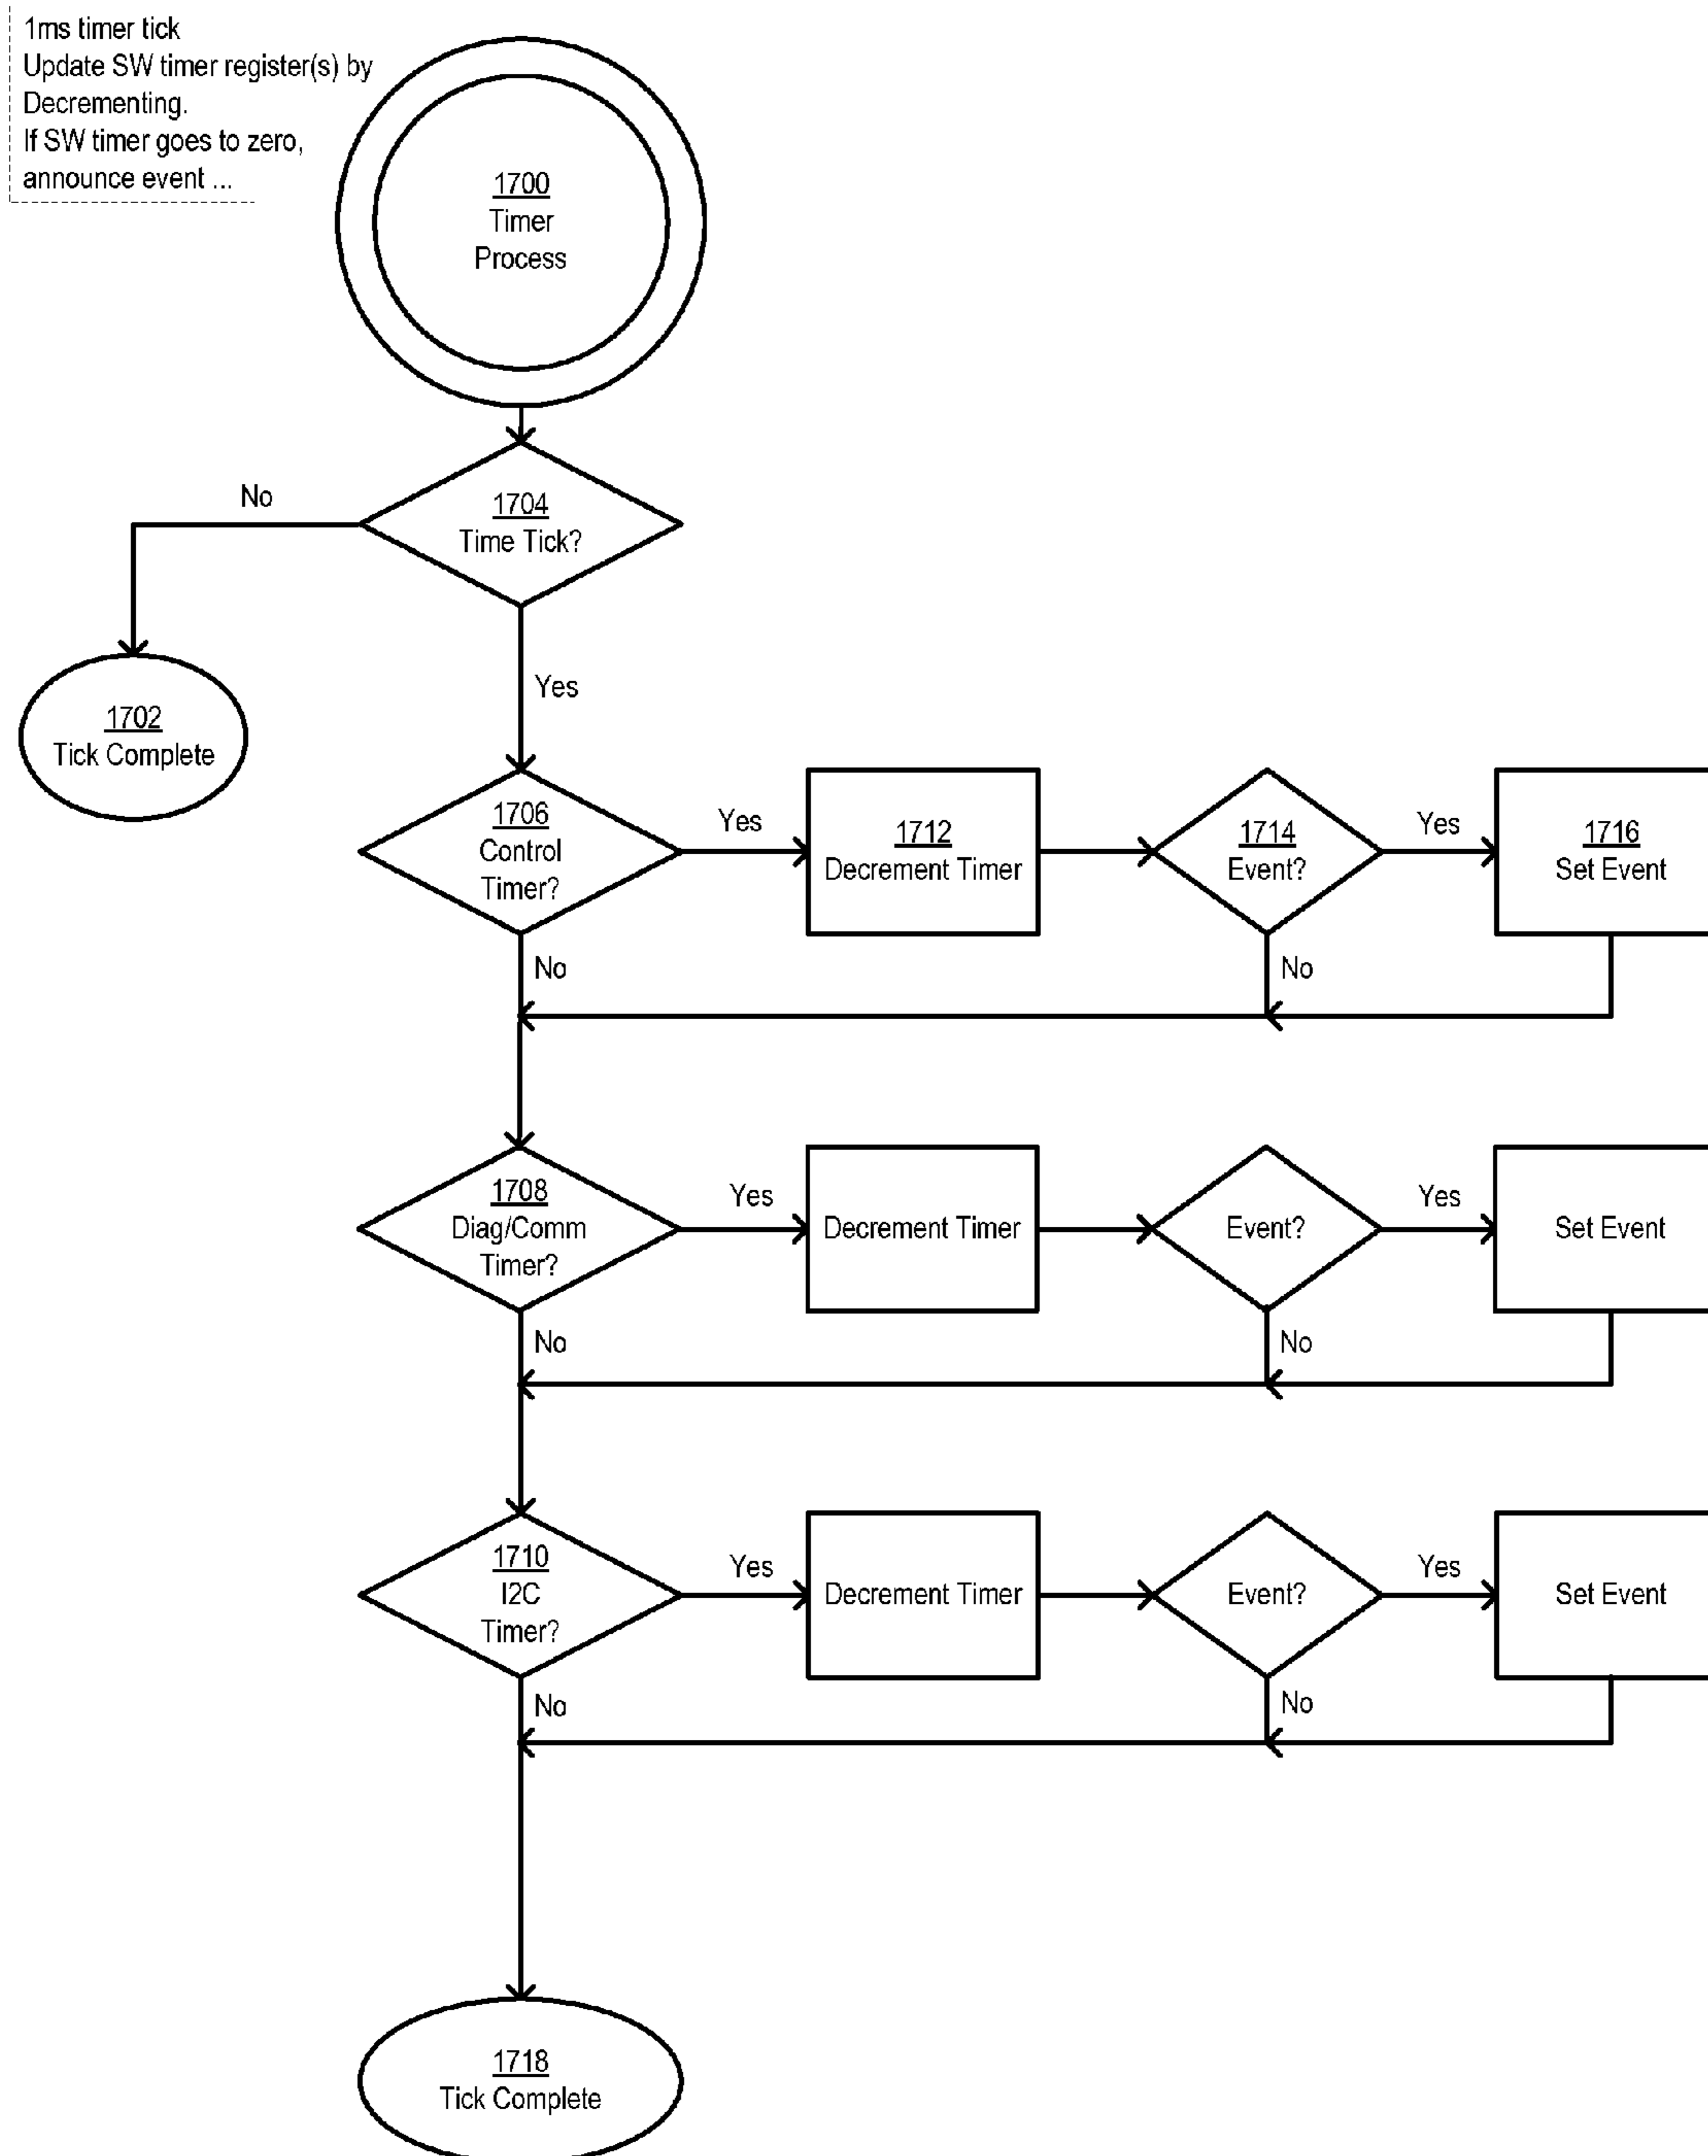 1ms timer tick
Update SW timer register(s) by
Decrementing.
If SW timer goes to zero,
announce event ...
1700
Timer
Process
1704
Time Tick?
No
Yes
1702
Tick Complete
1706
Control
Timer?
Yes
1712
Decrement Timer
1714
Event?
Yes
1716
Set Event
No
No
1708
Diag/Comm
Timer?
Yes
Decrement Timer
Event?
Yes
Set Event
No
No
1710
I2C
Timer?
Yes
Decrement Timer
Event?
Yes
Set Event
No
No
1718
Tick Complete